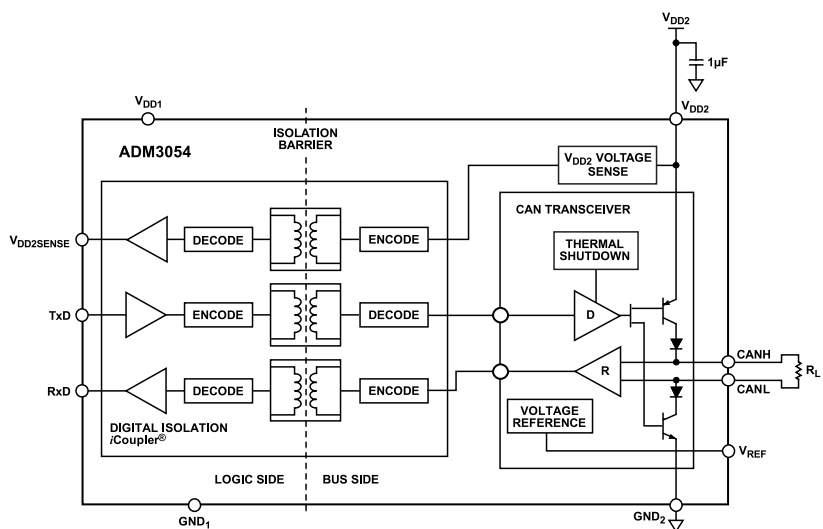 VDD2
1µF
VDD1
VDD2
ADM3054
ISOLATION
BARRIER
VDD2 VOLTAGE
SENSE
CAN TRANSCEIVER
THERMAL
SHUTDOWN
VDD2SENSE
DECODE
ENCODE
TxD
ENCODE
DECODE
D
RxD
DECODE
ENCODE
R
CANH
CANL
RL
DIGITAL ISOLATION
iCoupler®
VOLTAGE
REFERENCE
VREF
LOGIC SIDE
BUS SIDE
GND1
GND2